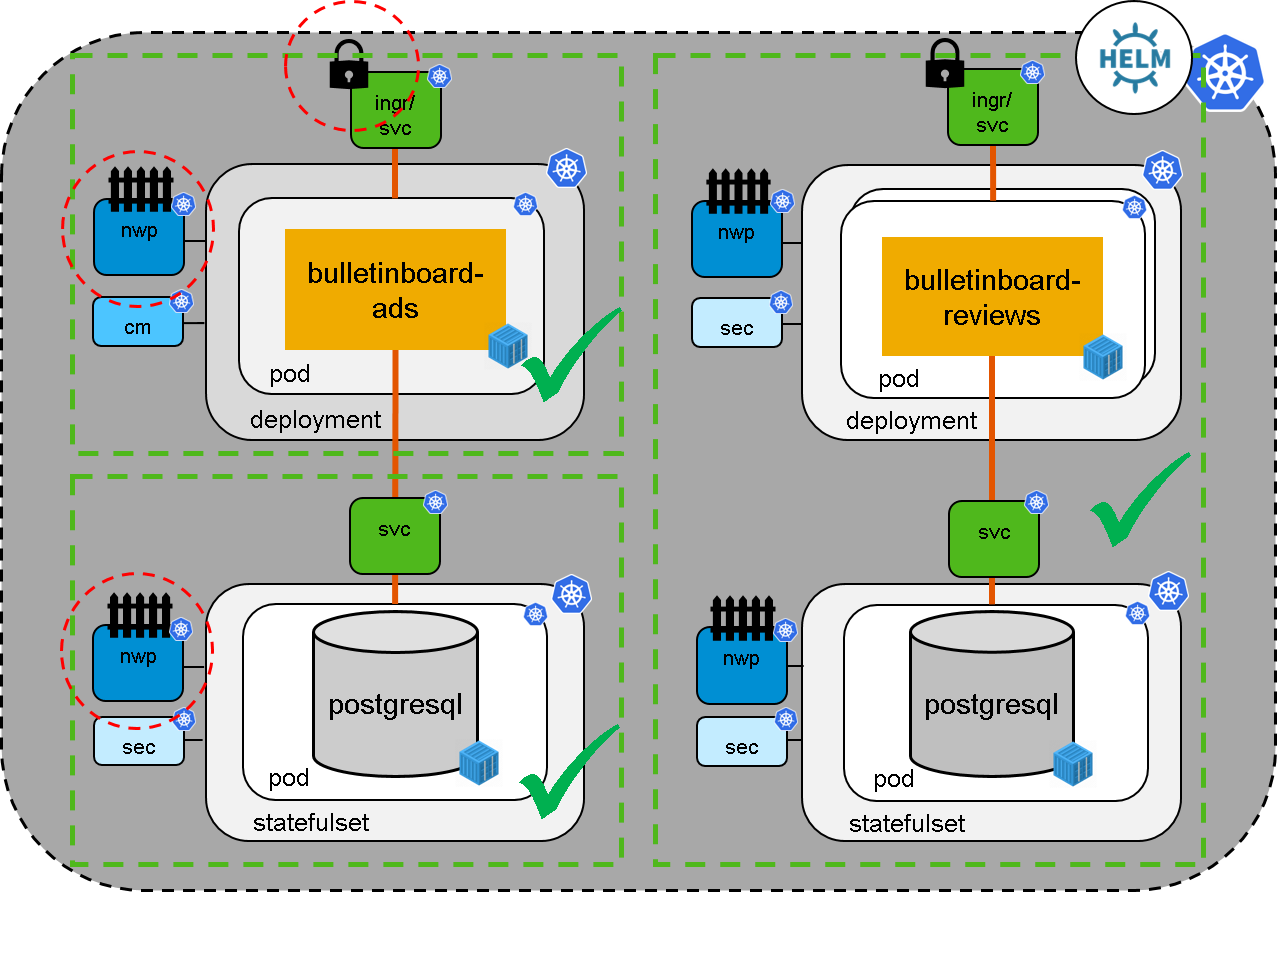 HELM
ingr/
svc
nwp
cm
bulletinboard-
ads
pod
deployment
svc
nwp
sec
postgresql
pod
statefulset
ingr/
svc
nwp
sec
bulletinboard-
reviews
pod
deployment
svc
nwp
sec
postgresql
pod
statefulset